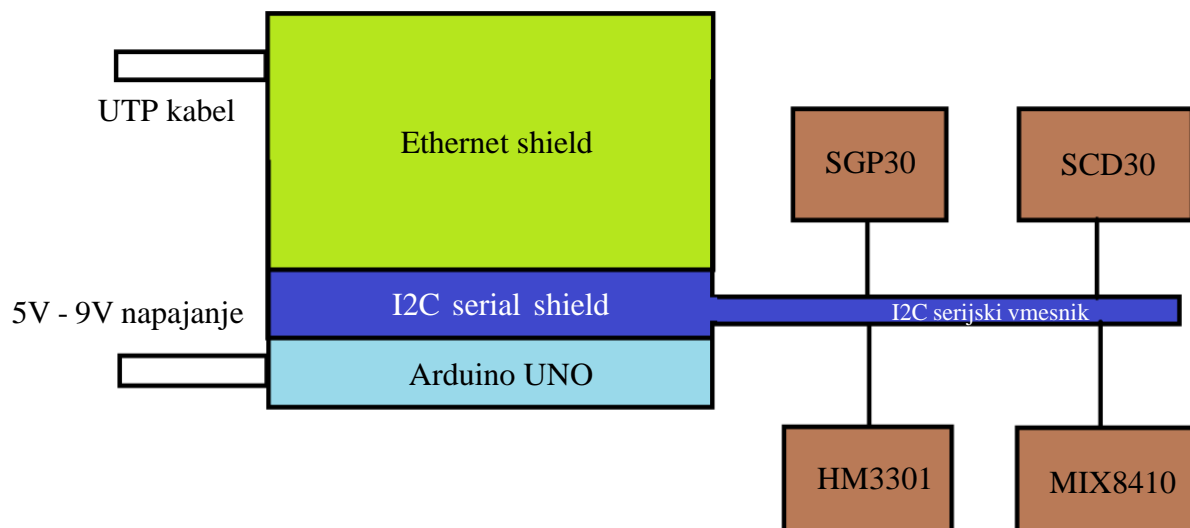 UTP kabel
Ethernet shield
SGP30
SCD30
5V - 9V napajanje
I2C serial shield
I2C serijski vmesnik
Arduino UNO
HM3301
MIX8410